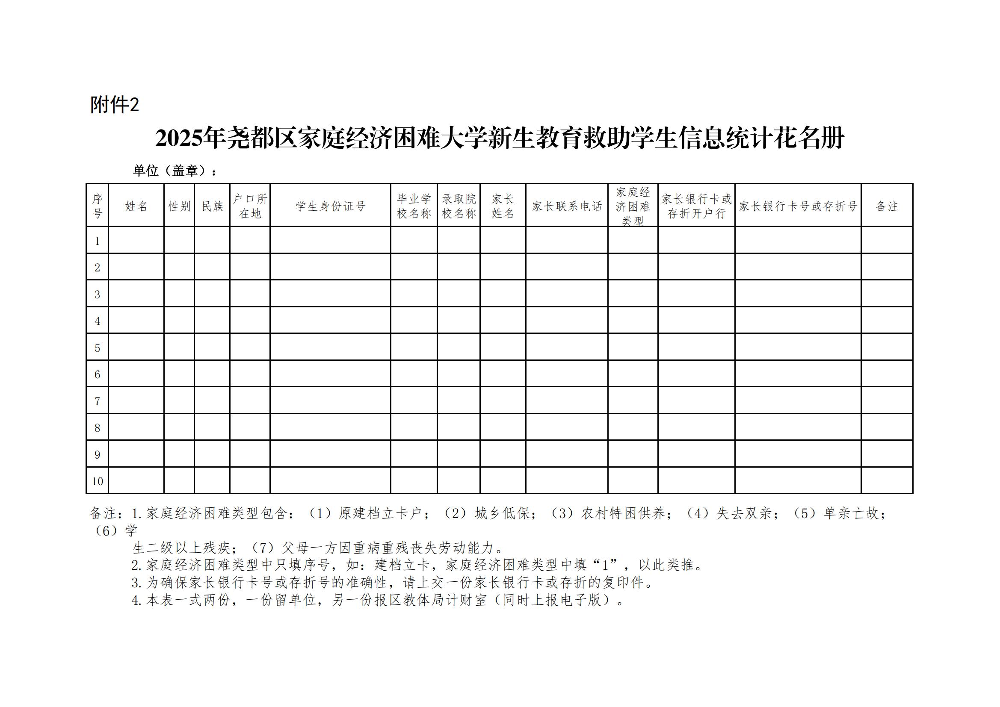 附件2
2025年尧都区家庭经济困难大学新生教育救助学生信息统计花名册
单位（盖章）：
序号 姓名 性别 民族 户口所在地 学生身份证号 毕业学校名称 录取院校名称 家长姓名 家长联系电话 家庭经济困难类型 家长银行卡或存折开户行 家长银行卡号或存折号 备注
1
2
3
4
5
6
7
8
9
10
备注：1.家庭经济困难类型包含：（1）原建档立卡户；（2）城乡低保；（3）农村特困供养；（4）失去双亲；（5）单亲亡故；
（6）学
生二级以上残疾；（7）父母一方因重病重残丧失劳动能力。
2.家庭经济困难类型中只填序号，如：建档立卡，家庭经济困难类型中填“1”，以此类推。
3.为确保家长银行卡号或存折号的准确性，请上交一份家长银行卡或存折的复印件。
4.本表一式两份，一份留单位，另一份报区教体局计财室（同时上报电子版）。